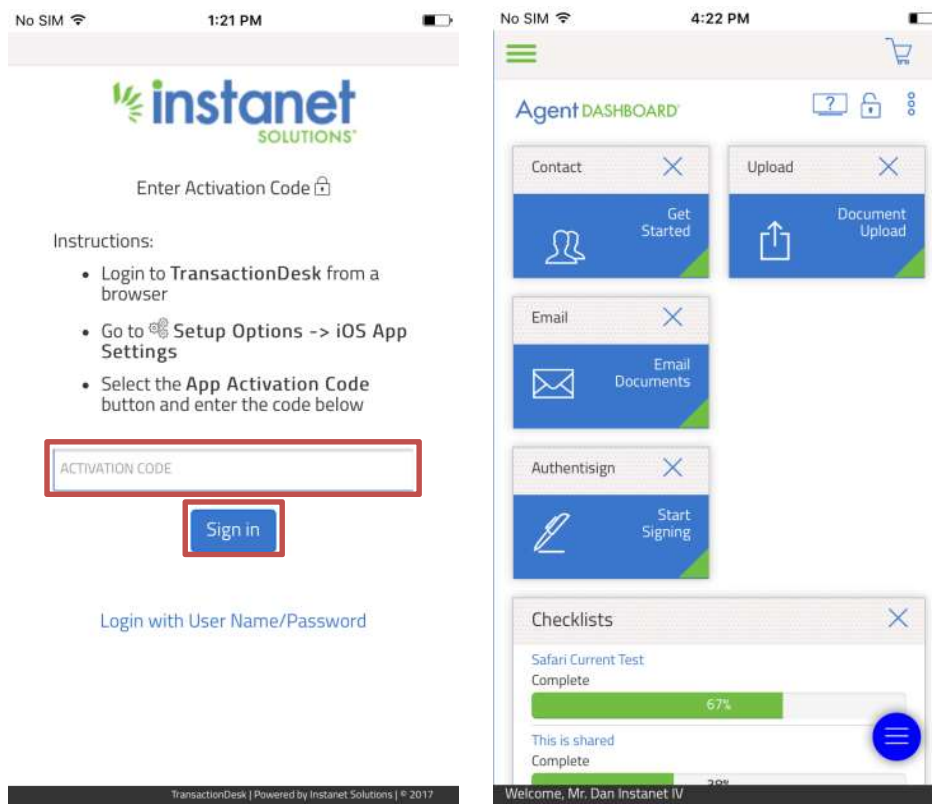 No SIM 1:21 PM
instanet
SOLUTIONS
Enter Activation Code
Instructions:
• Login to TransactionDesk from a
browser
• Go to Setup Options -> iOS App
Settings
• Select the App Activation Code
button and enter the code below
ACTIVATION CODE
Sign in
Login with User Name/Password
TransactionDesk | Powered by Instanet Solutions | © 2017
No SIM 4:22 PM
Agent DASHBOARD
?
Contact
Get
Started
Upload
Document
Upload
Email
Email
Documents
Authentisign
Start
Signing
Checklists
Safari Current Test
Complete
67%
This is shared
Complete
Welcome, Mr. Dan Instanet IV